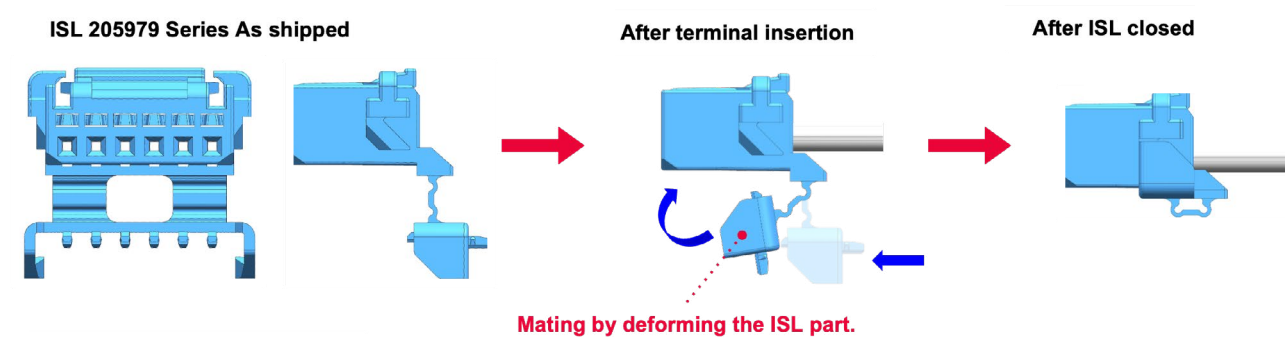 ISL 205979 Series As shipped
After terminal insertion
After ISL closed
Mating by deforming the ISL part.